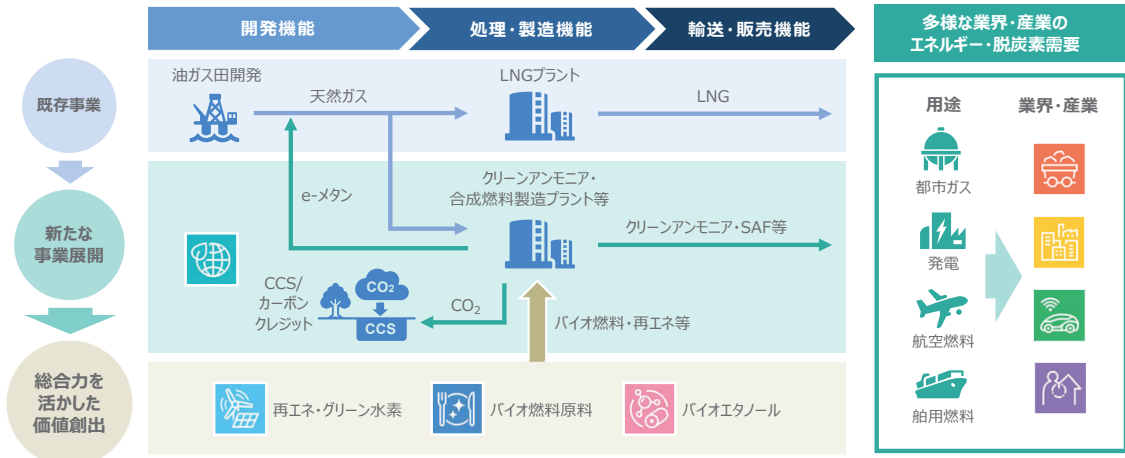 開発機能
処理・製造機能
輸送・販売機能
多様な業界・産業の
エネルギー・脱炭素需要
既存事業
油ガス田開発
天然ガス
LNGプラント
LNG
新たな
事業展開
e-メタン
クリーンアンモニア・
合成燃料製造プラント等
クリーンアンモニア・SAF等
CCS/
カーボン
クレジット
CO₂
CCS
CO₂
バイオ燃料・再エネ等
総合力を
活かした
価値創出
再エネ・グリーン水素
バイオ燃料原料
バイオエタノール
用途
業界・産業
都市ガス
発電
航空燃料
舶用燃料